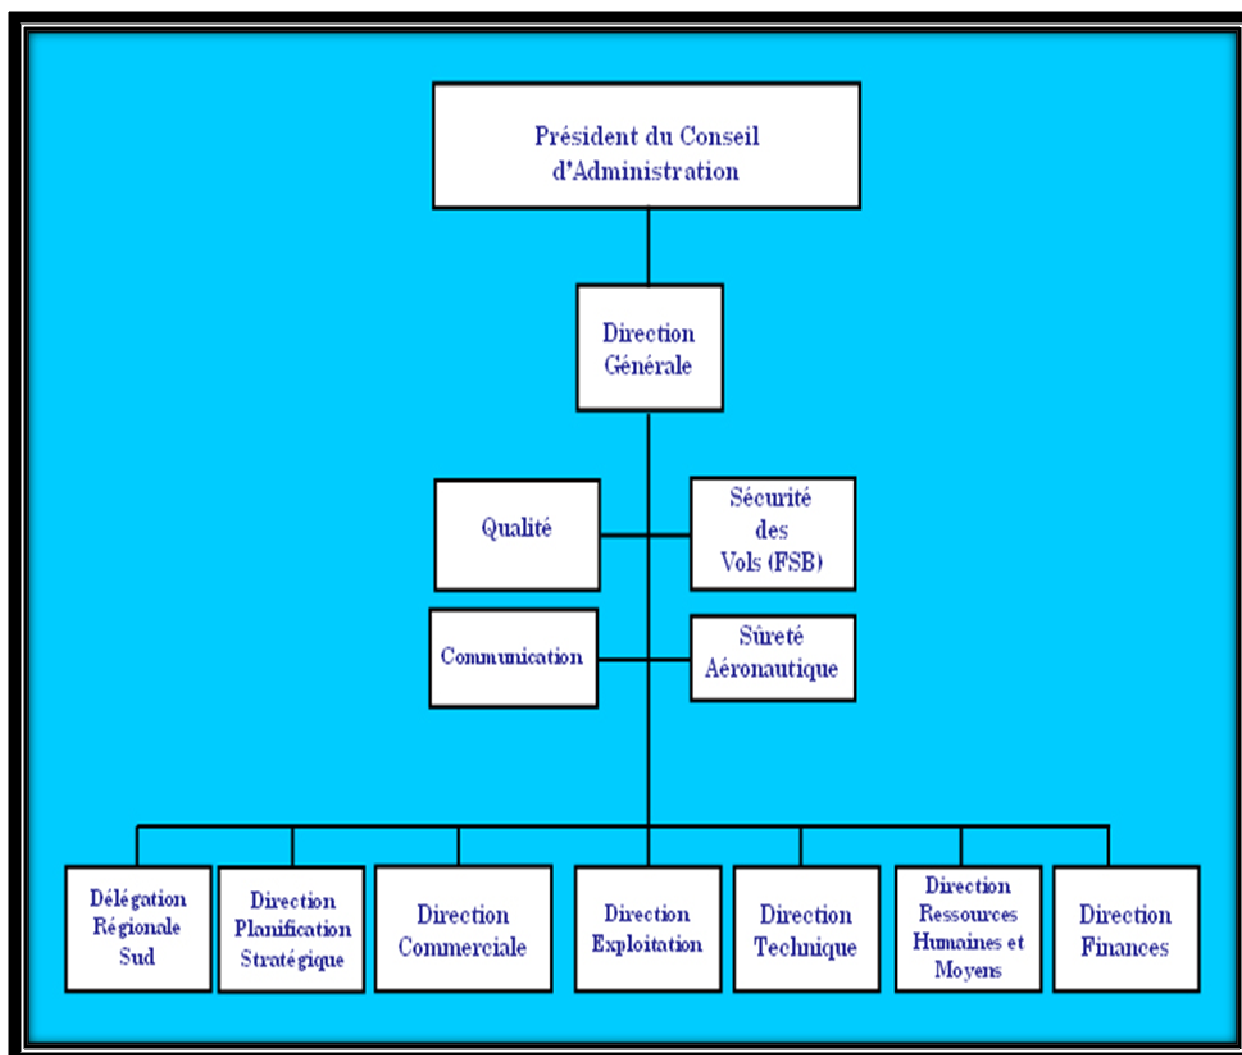 Président du Conseil
d'Administration
Direction
Générale
Qualité
Sécurité
des
Vols (FSB)
Communication
Sûreté
Aéronautique
Délégation
Régionale
Sud
Direction
Planification
Stratégique
Direction
Commerciale
Direction
Exploitation
Direction
Technique
Direction
Ressources
Humaines et
Moyens
Direction
Finances